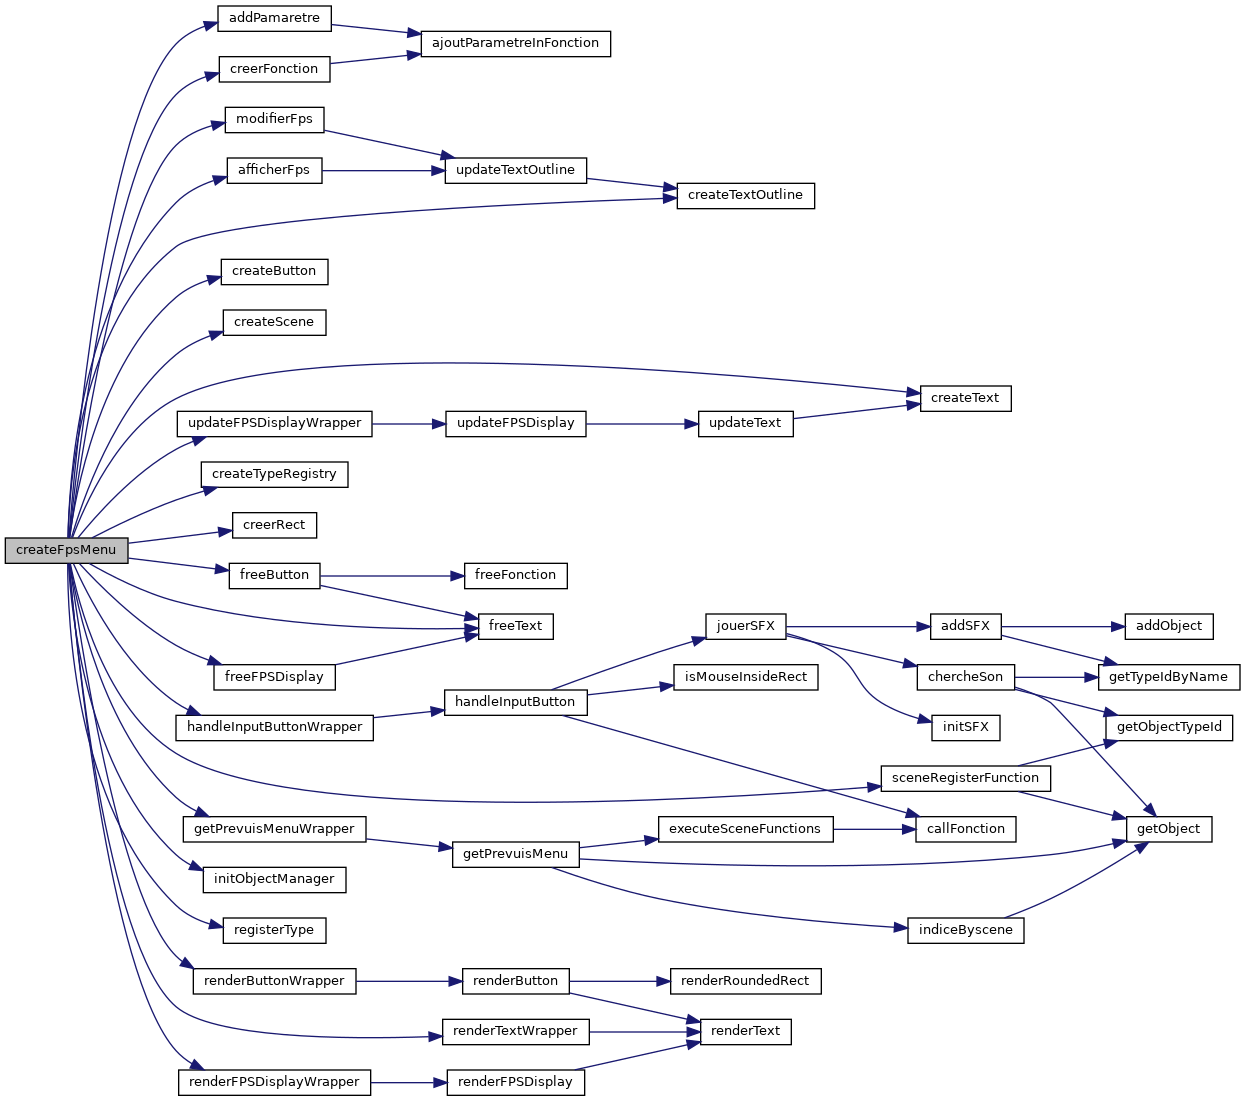 addPamaretre
ajoutParametreInFonction
creerFonction
modifierFps
afficherFps
updateTextOutline
createTextOutline
createButton
createScene
createText
updateFPSDisplayWrapper
updateFPSDisplay
updateText
createTypeRegistry
creerRect
createFpsMenu
freeButton
freeFonction
freeText
jouerSFX
addSFX
addObject
freeFPSDisplay
isMouseInsideRect
chercheSon
getTypeIdByName
handleInputButtonWrapper
handleInputButton
initSFX
getObjectTypeId
sceneRegisterFunction
getPrevuisMenuWrapper
executeSceneFunctions
callFonction
getObject
getPrevuisMenu
initObjectManager
registerType
indiceByscene
renderButtonWrapper
renderButton
renderRoundedRect
renderTextWrapper
renderText
renderFPSDisplayWrapper
renderFPSDisplay